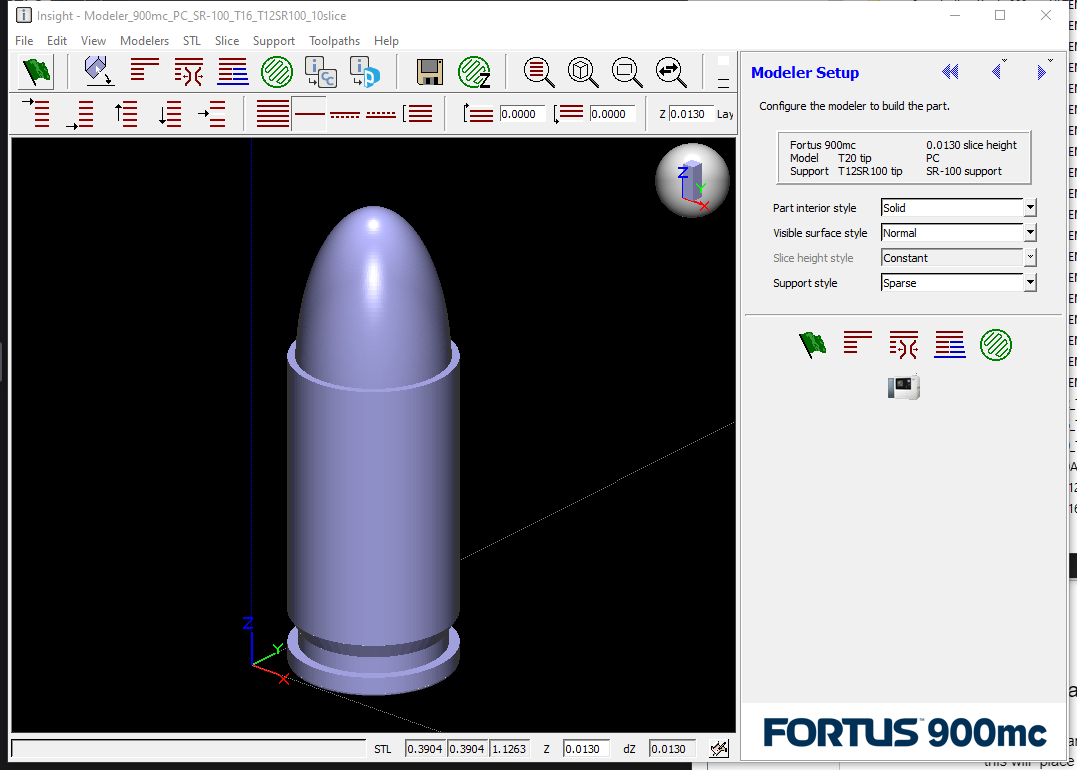 Insight - Modeler_900mc_PC_SR-100_T16_T12SR100_10slice
File Edit View Modelers STL Slice Support Toolpaths Help
0.0000 0.0000 Z 0.0130 Lay
Z
Y
X
Z
Y
X
STL 0.3904 0.3904 1.1263 Z 0.0130 dZ 0.0130
Modeler Setup
Configure the modeler to build the part.
Fortus 900mc 0.0130 slice height
Model T20 tip PC
Support T12SR100 tip SR-100 support
Part interior style Solid
Visible surface style Normal
Slice height style Constant
Support style Sparse
FORTUS 900mc